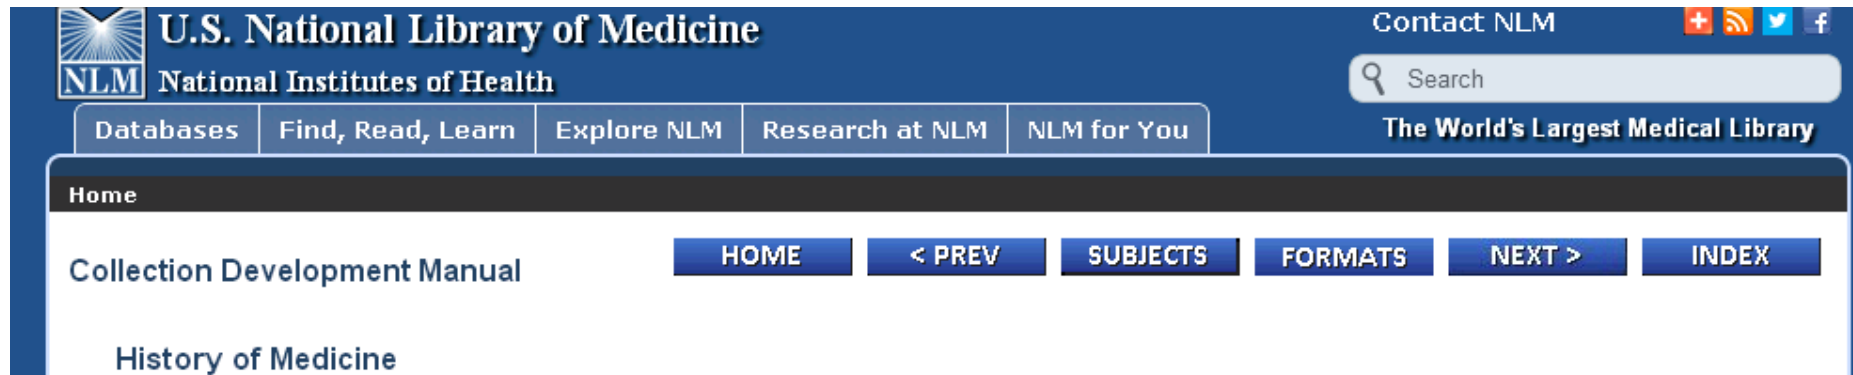 U.S. National Library of Medicine
Contact NLM
NLM National Institutes of Health
Search
Databases Find, Read, Learn Explore NLM Research at NLM NLM for You
The World's Largest Medical Library
Home
Collection Development Manual
HOME < PREV SUBJECTS FORMATS NEXT > INDEX
History of Medicine